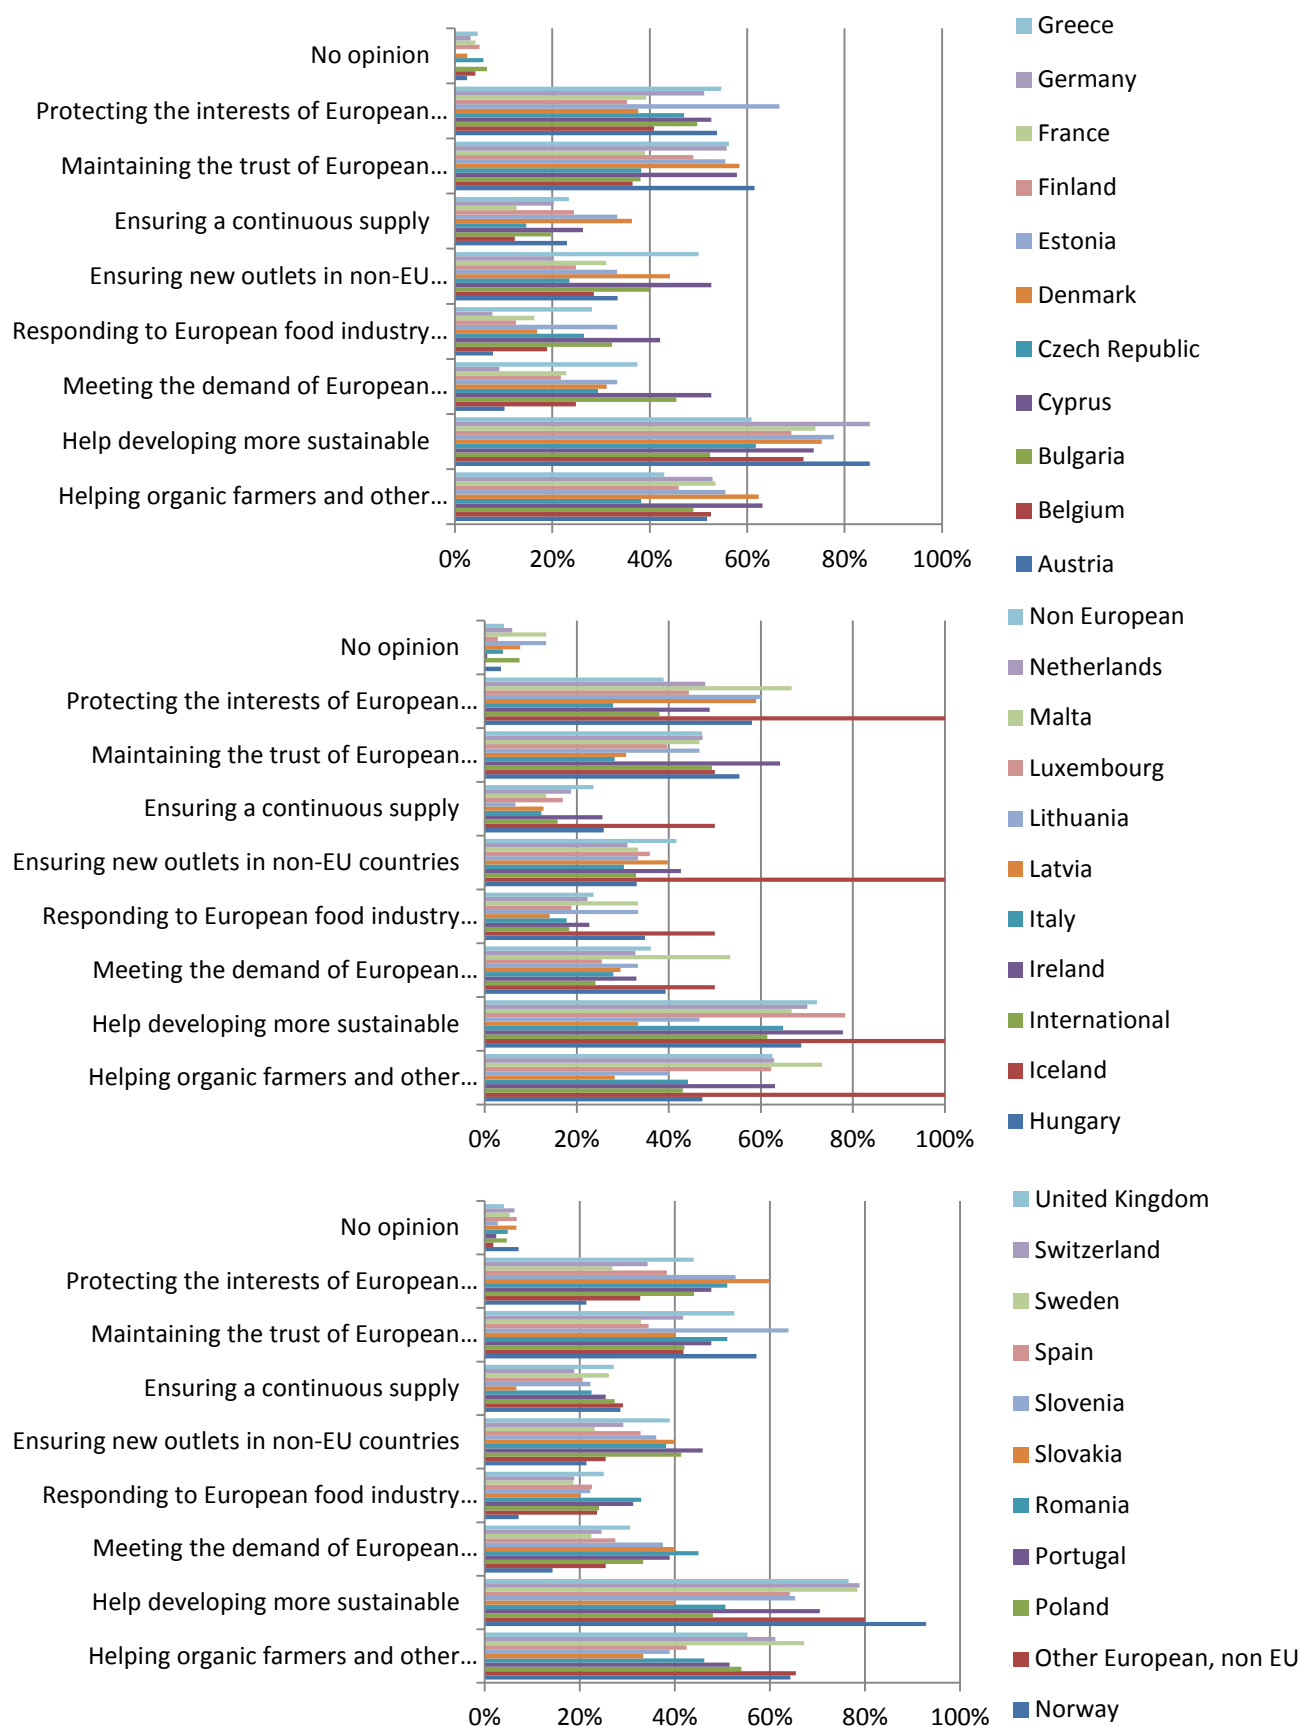 No opinion
Protecting the interests of European...
Maintaining the trust of European...
Ensuring a continuous supply
Ensuring new outlets in non-EU...
Responding to European food industry...
Meeting the demand of European...
Help developing more sustainable
Helping organic farmers and other...
0% 20% 40% 60% 80% 100%
Greece
Germany
France
Finland
Estonia
Denmark
Czech Republic
Cyprus
Bulgaria
Belgium
Austria
No opinion
Protecting the interests of European...
Maintaining the trust of European...
Ensuring a continuous supply
Ensuring new outlets in non-EU countries
Responding to European food industry...
Meeting the demand of European...
Help developing more sustainable
Helping organic farmers and other...
0% 20% 40% 60% 80% 100%
Non European
Netherlands
Malta
Luxembourg
Lithuania
Latvia
Italy
Ireland
International
Iceland
Hungary
No opinion
Protecting the interests of European...
Maintaining the trust of European...
Ensuring a continuous supply
Ensuring new outlets in non-EU countries
Responding to European food industry...
Meeting the demand of European...
Help developing more sustainable
Helping organic farmers and other...
0% 20% 40% 60% 80% 100%
United Kingdom
Switzerland
Sweden
Spain
Slovenia
Slovakia
Romania
Portugal
Poland
Other European, non EU
Norway